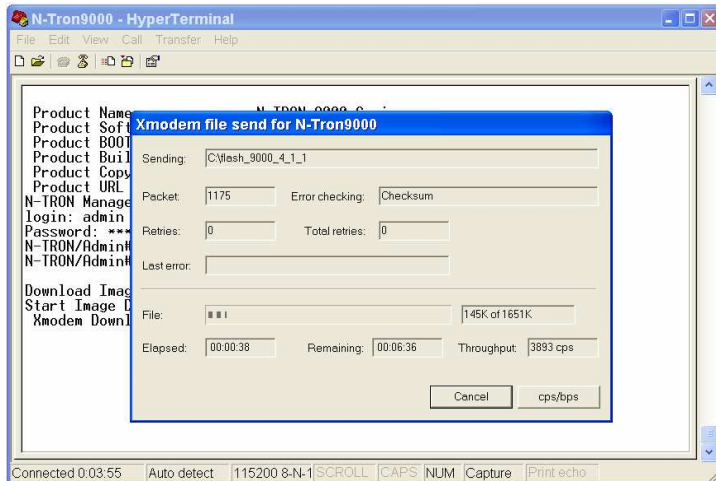 N-Tron9000 - HyperTerminal
File Edit View Call Transfer Help
Product Name N-TRON 9000
Product Soft
Product BOOT
Product Buil
Product Copy
Product URL
N-TRON Manage
login: admin
Password: ***
N-TRON/Admin#
N-TRON/Admin#
Download Imag
Start Image D
Xmodem Downl
Xmodem file send for N-Tron9000
Sending: C:\flash_9000_4_1_1
Packet: 1175 Error checking: Checksum
Retries: 0 Total retries: 0
Last error:
File: 145K of 1651K
Elapsed: 00:00:38 Remaining: 00:06:36 Throughput: 3893 cps
Cancel cps/bps
Connected 0:03:55 Auto detect 115200 8-N-1 SCROLL CAPS NUM Capture Print echo